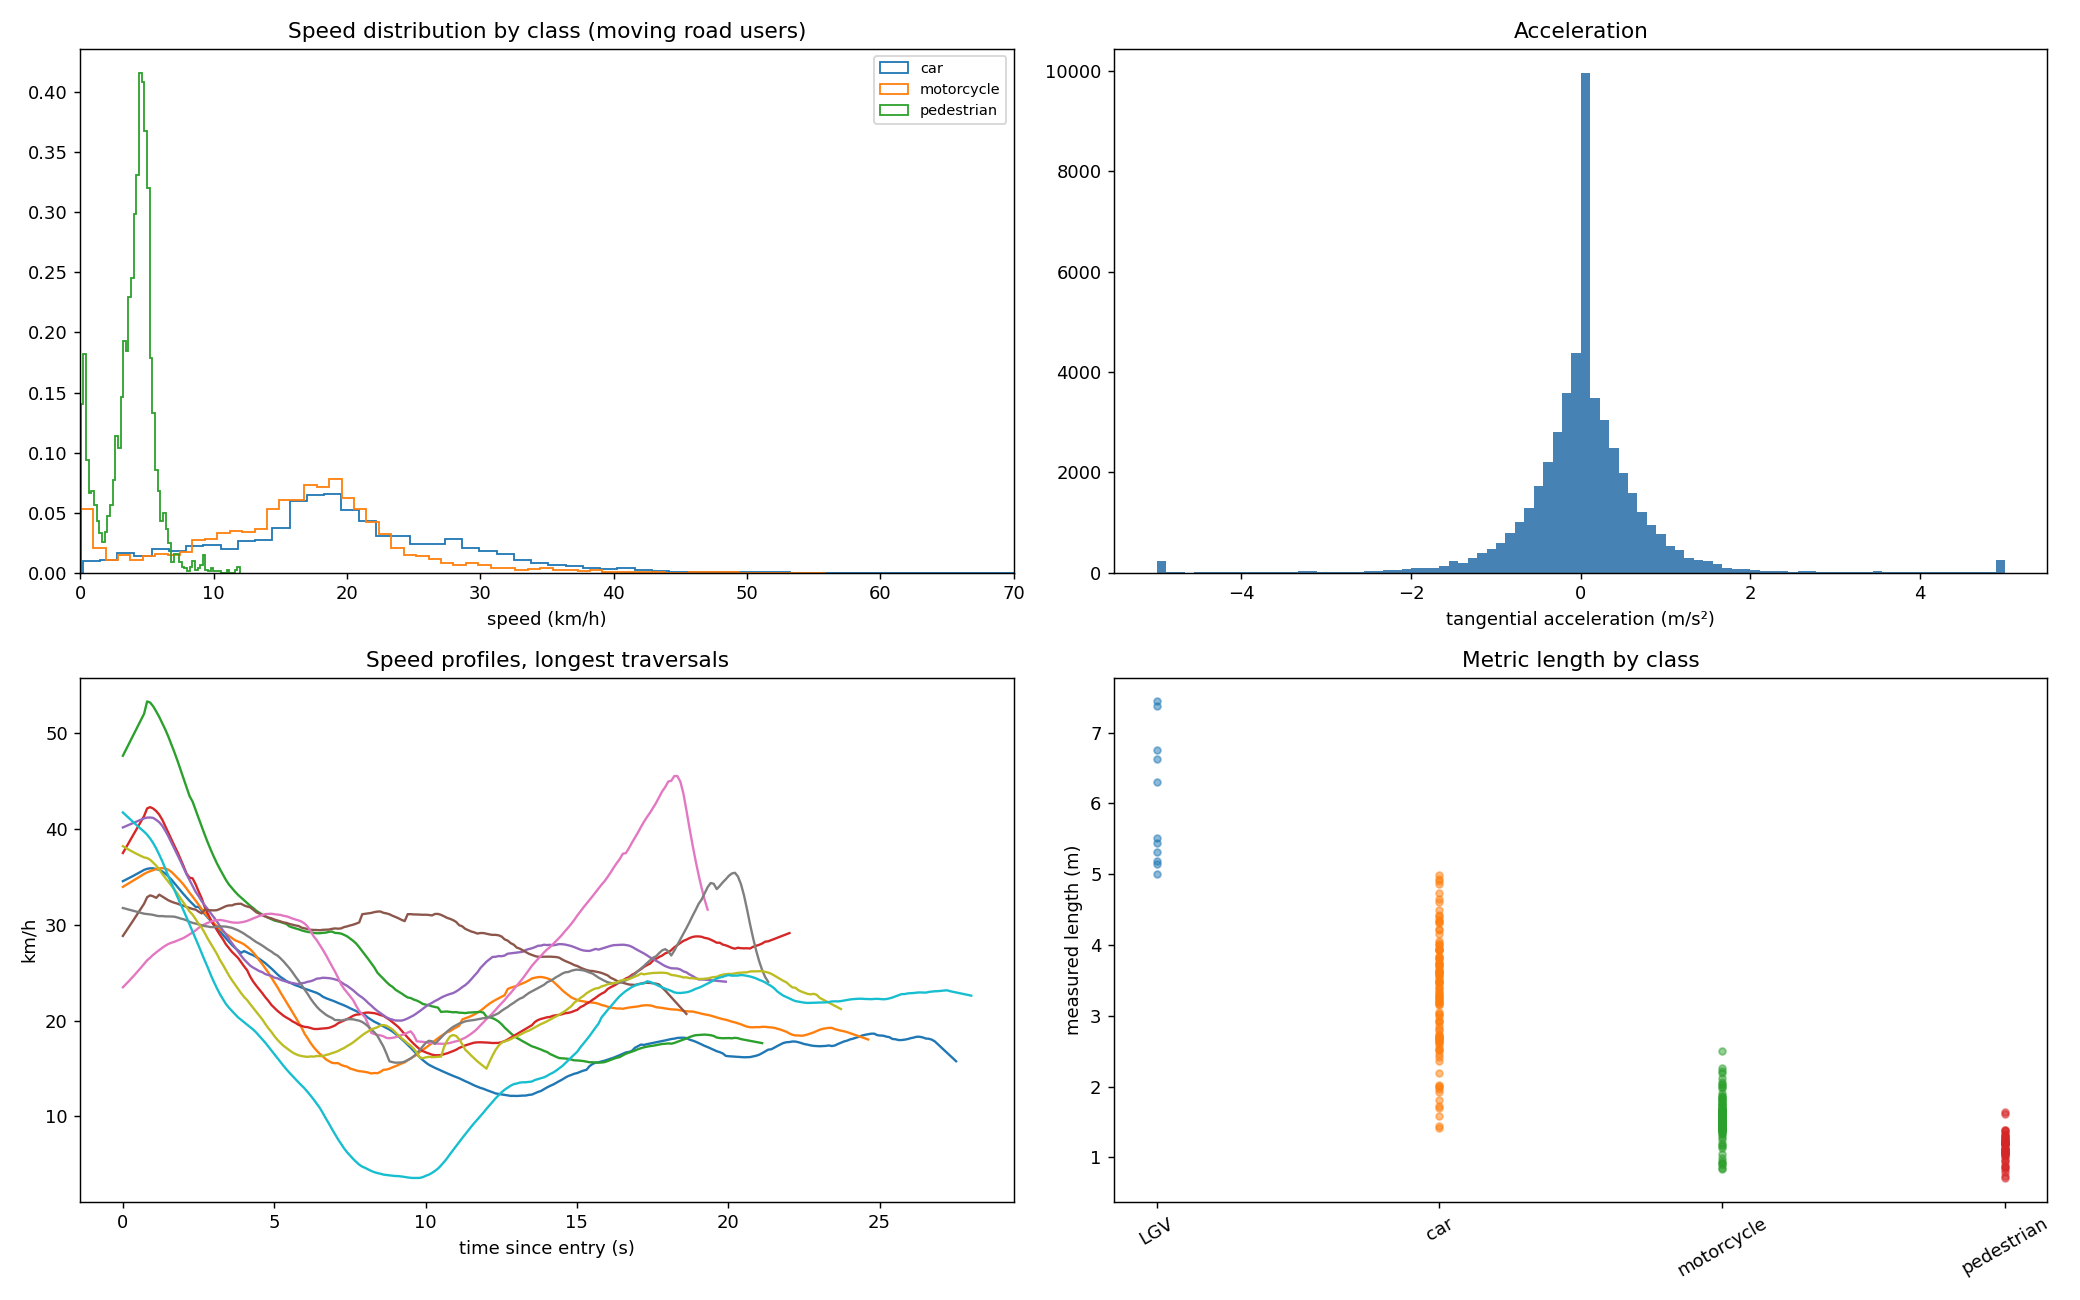 Speed distribution by class (moving road users)
0.40
0.35
0.30
0.25
0.20
0.15
0.10
0.05
0.00
car
motorcycle
pedestrian
0 10 20 30 40 50 60 70
speed (km/h)
Acceleration
10000
8000
6000
4000
2000
0
−4 −2 0 2 4
tangential acceleration (m/s²)
Speed profiles, longest traversals
km/h
50
40
30
20
10
0 5 10 15 20 25
time since entry (s)
Metric length by class
measured length (m)
7
6
5
4
3
2
1
LGV car motorcycle pedestrian